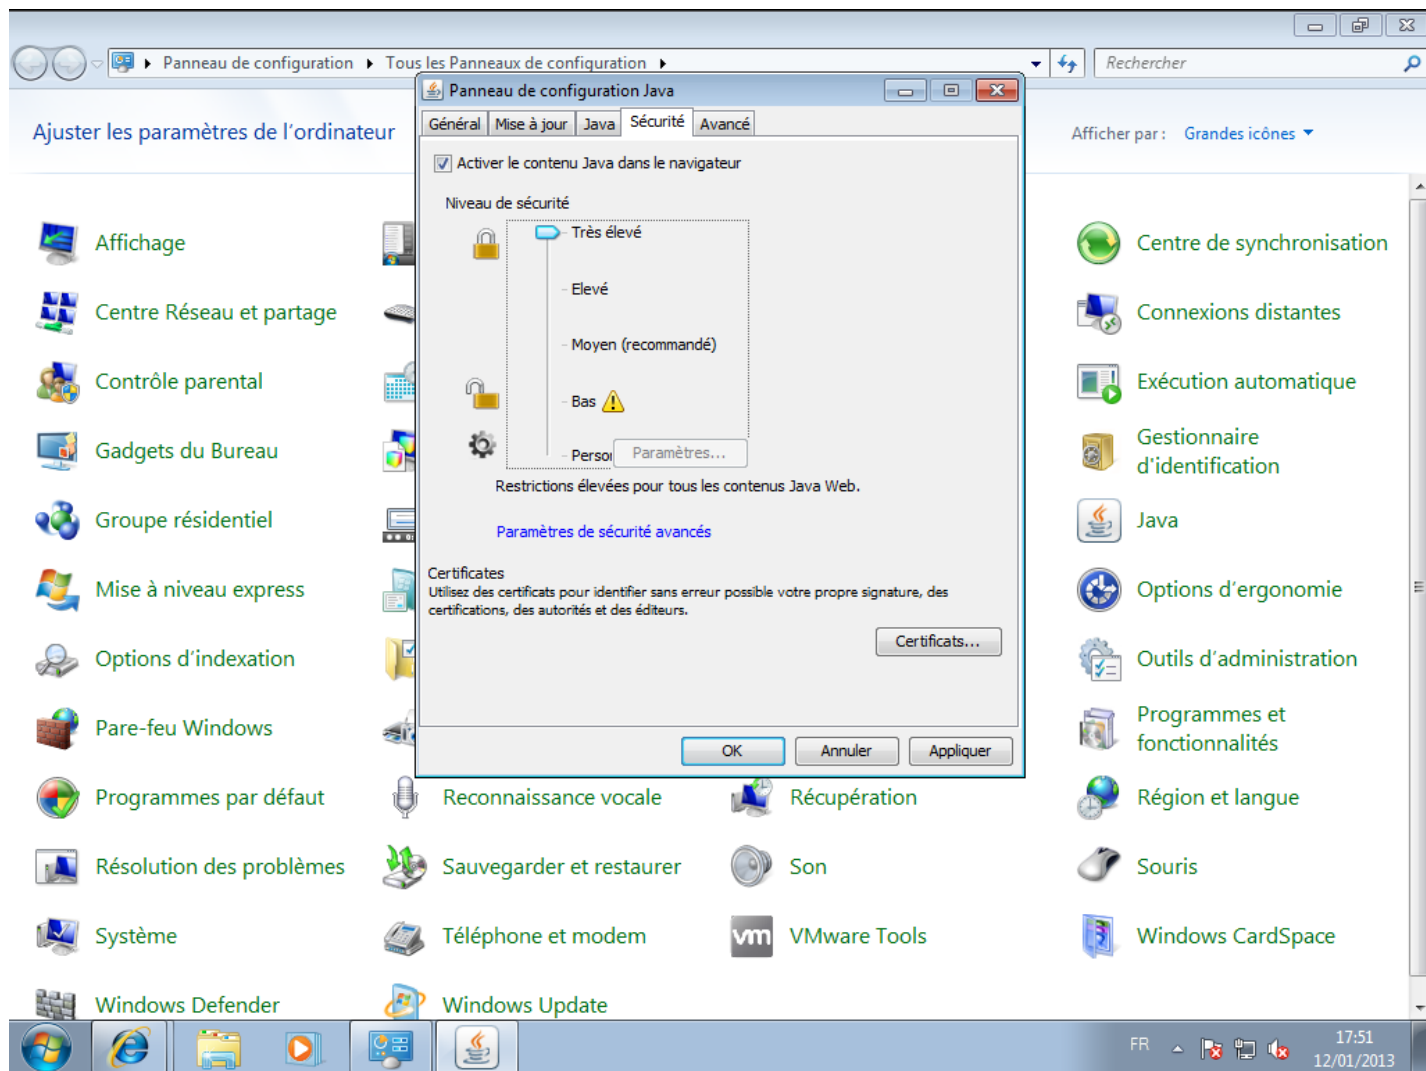 Panneau de configuration
Tous les Panneaux de configuration
Rechercher
Ajuster les paramètres de l'ordinateur
Afficher par :
Grandes icônes
Panneau de configuration Java
Général
Mise à jour
Java
Sécurité
Avancé
Activer le contenu Java dans le navigateur
Niveau de sécurité
Très élevé
Elevé
Moyen (recommandé)
Bas
Paramètres...
Restrictions élevées pour tous les contenus Java Web.
Paramètres de sécurité avancés
Certificates
Utilisez des certificats pour identifier sans erreur possible votre propre signature, des
certifications, des autorités et des éditeurs.
Certificats...
OK
Annuler
Appliquer
Affichage
Centre de synchronisation
Centre Réseau et partage
Connexions distantes
Contrôle parental
Exécution automatique
Gadgets du Bureau
Gestionnaire
d'identification
Groupe résidentiel
Java
Mise à niveau express
Options d'ergonomie
Options d'indexation
Outils d'administration
Pare-feu Windows
Programmes et
fonctionnalités
Programmes par défaut
Reconnaissance vocale
Récupération
Région et langue
Résolution des problèmes
Sauvegarder et restaurer
Son
Souris
Système
Téléphone et modem
vm
VMware Tools
Windows CardSpace
Windows Defender
Windows Update
FR
17:51
12/01/2013